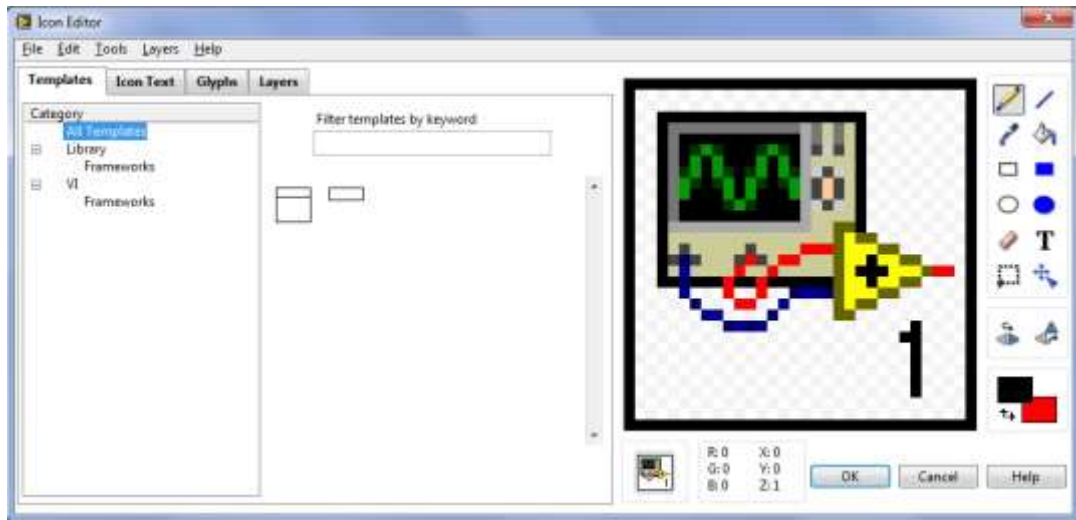 Icon Editor
File Edit Tools Layers Help
Templates Icon Text Glyphs Layers
Category
All Templates
Library
Frameworks
VI
Frameworks
Filter templates by keyword
1
T
R: 0 X: 0
G: 0 Y: 0
B: 0 Z: 1
OK Cancel Help